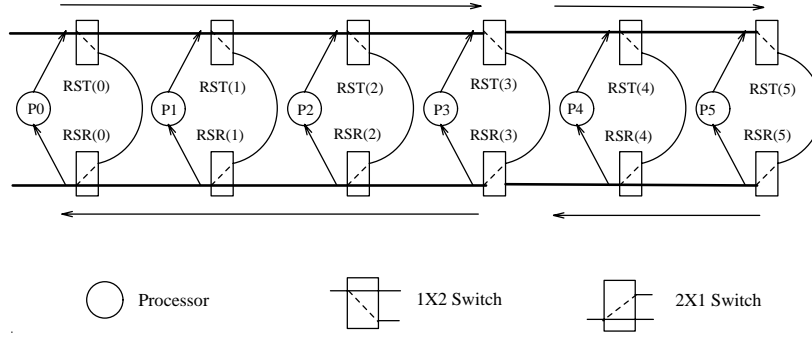 RST(0) RST(1) RST(2) RST(3) RST(4) RST(5)
P0 P1 P2 P3 P4 P5
RSR(0) RSR(1) RSR(2) RSR(3) RSR(4) RSR(5)
Processor 1X2 Switch 2X1 Switch